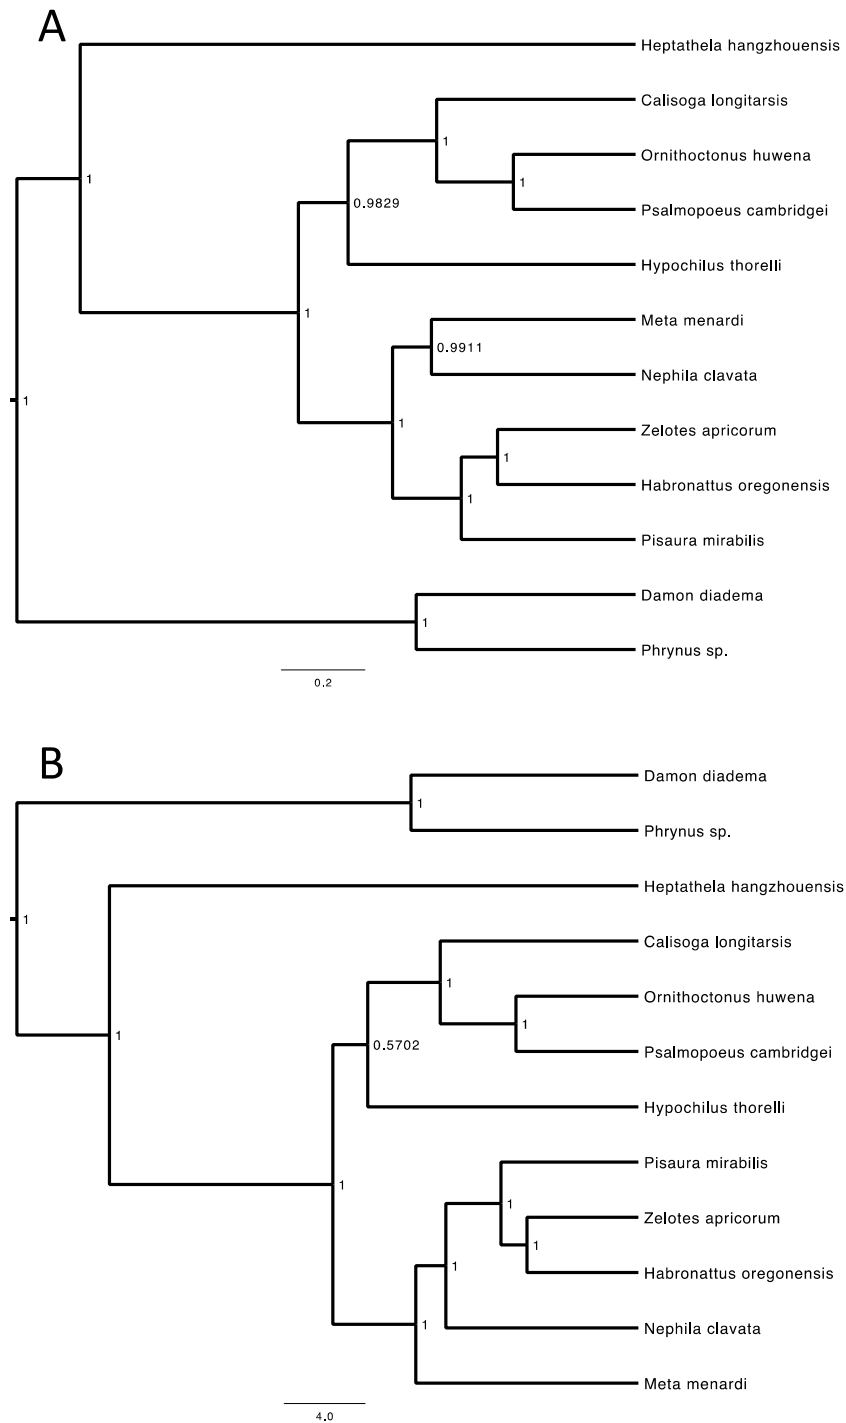 A
Heptathela hangzhouensis
Calisoga longitarsis
1
Ornithoctonus huwena
1
1
0.9829
Psalmopoeus cambridgei
Hypochilus thorelli
1
Meta menardi
0.9911
Nephila clavata
1
1
Zelotes apricorum
1
Habronattus oregonensis
1
Pisaura mirabilis
Damon diadema
1
Phrynus sp.
0.2
B
Damon diadema
1
Phrynus sp.
Heptathela hangzhouensis
1
Calisoga longitarsis
1
Ornithoctonus huwena
1
1
0.5702
Psalmopoeus cambridgei
Hypochilus thorelli
Pisaura mirabilis
1
1
Zelotes apricorum
1
1
Habronattus oregonensis
1
Nephila clavata
Meta menardi
4.0